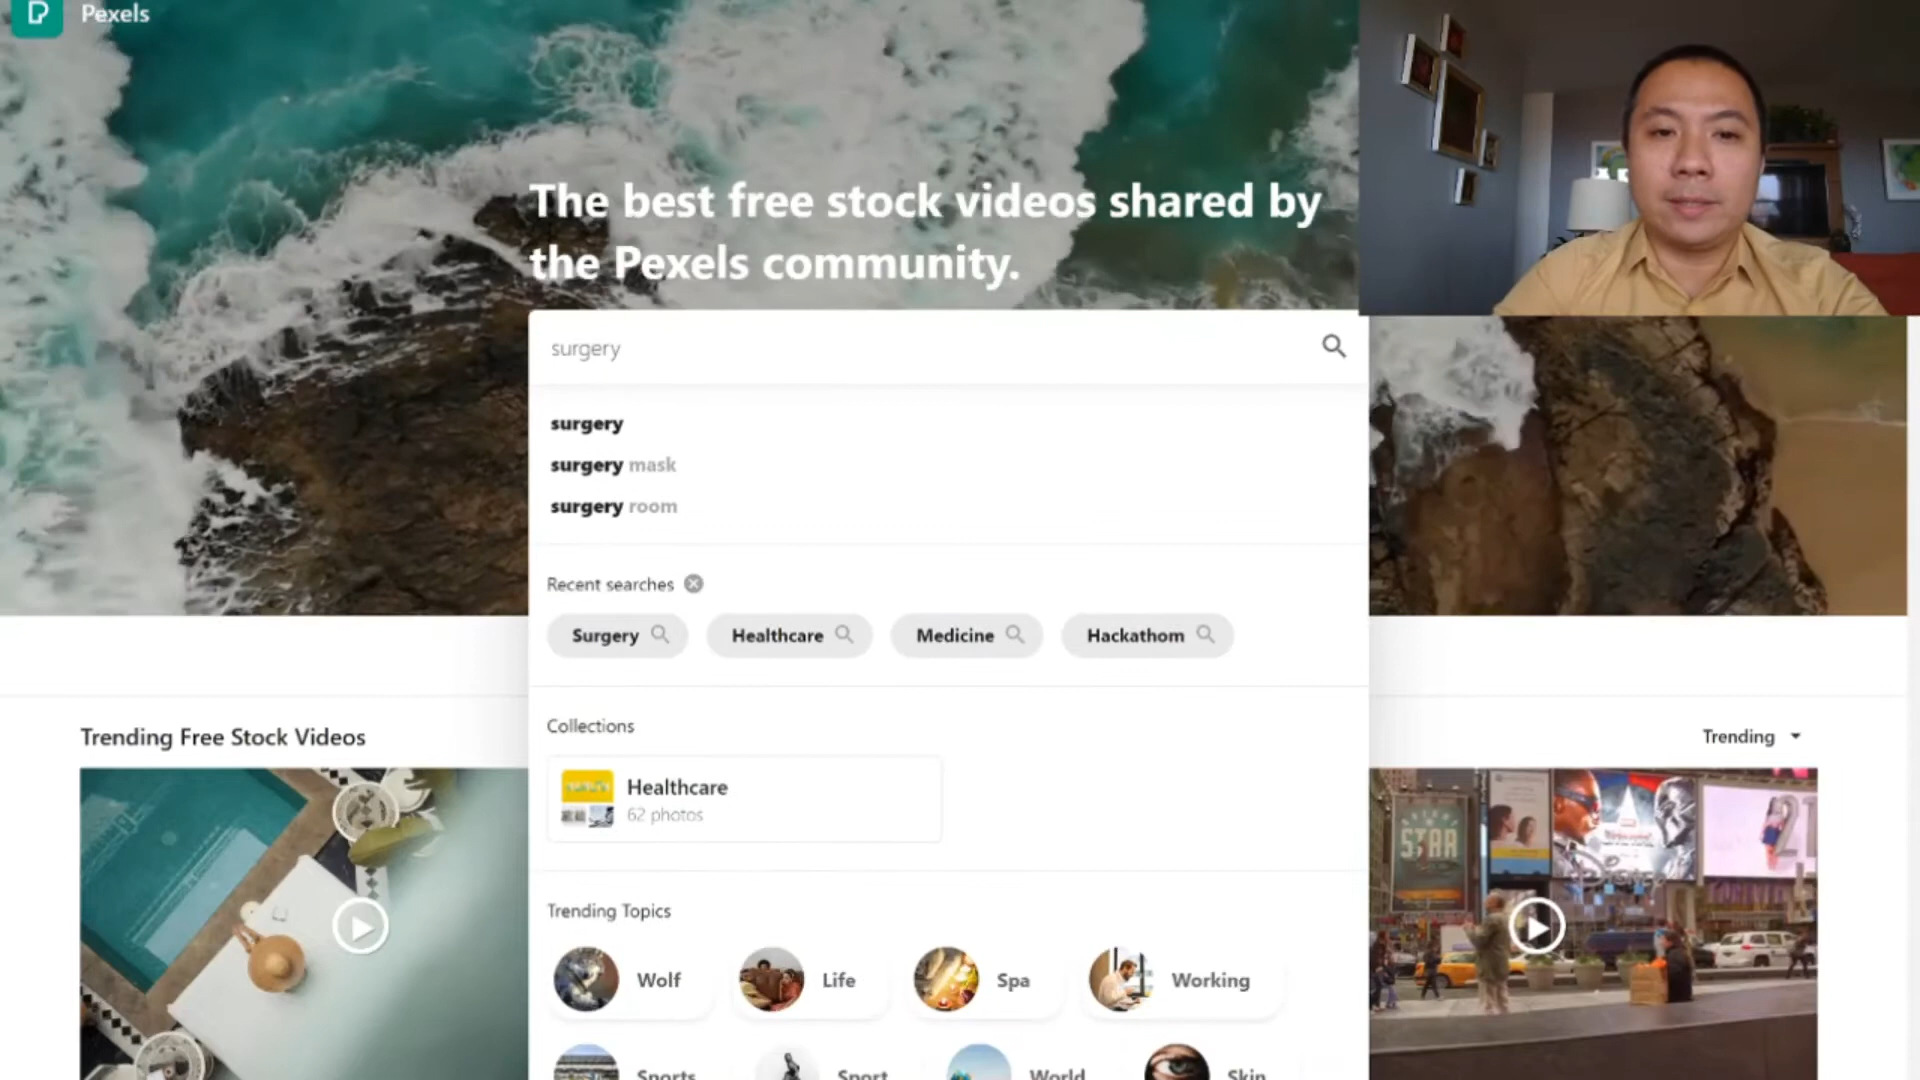 Pexels
The best free stock videos shared by
the Pexels community.
surgery
surgery
surgery mask
surgery room
Recent searches
Surgery
Healthcare
Medicine
Hackathom
Collections
Healthcare
62 photos
Trending Free Stock Videos
Trending
STAR
Trending Topics
Wolf
Life
Spa
Working
Sports
Sport
World
Skin